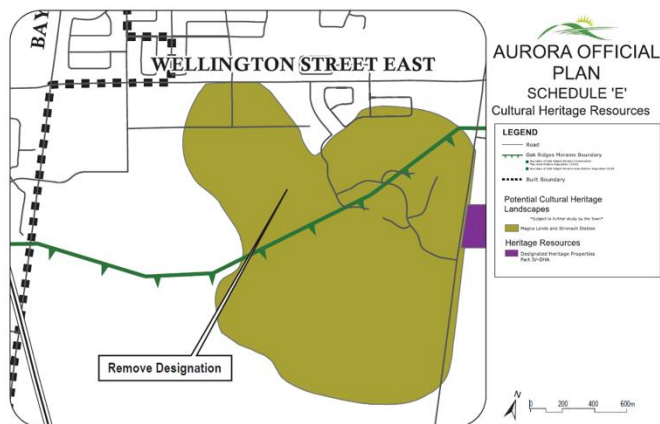 BAY
WELLINGTON STREET EAST
Remove Designation
AURORA OFFICIAL
PLAN
SCHEDULE 'E'
Cultural Heritage Resources
LEGEND
Road
Oak Ridges Moraine Boundary
Built Boundary
Potential Cultural Heritage
Landscapes
*Subject to further study by the Town*
Magna Lands and Stronach Stables
Heritage Resources
Designated Heritage Properties
Part IV-OHA
N
0 200 400 600m